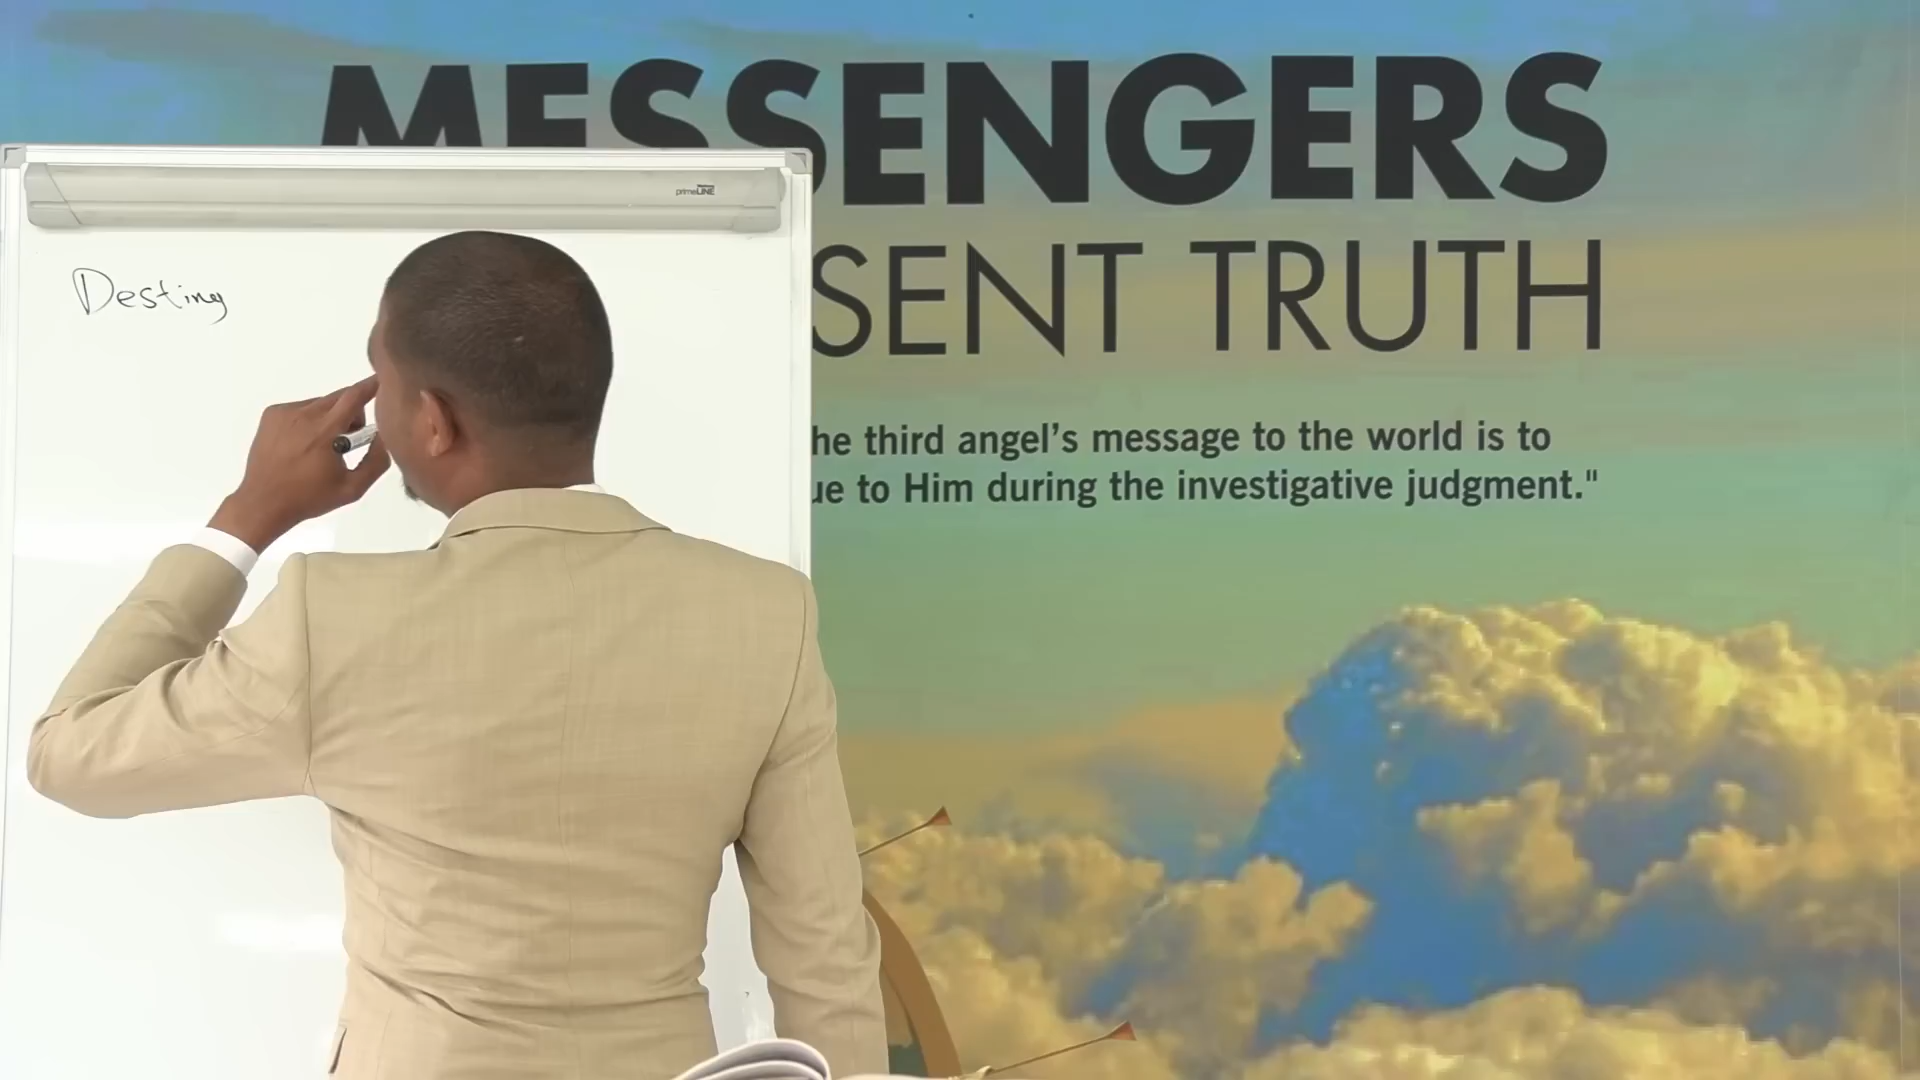 MESSENGERS
SENT TRUTH
he third angel's message to the world is to
ue to Him during the investigative judgment."
primeLINE
Destiny